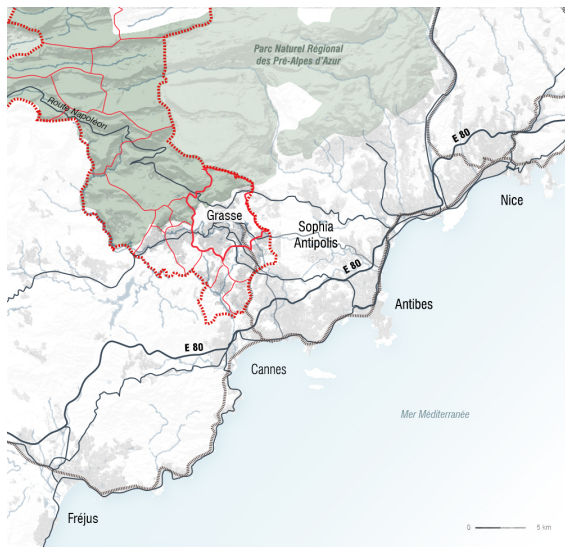 Parc Naturel Régional
des Pré-Alpes d'Azur
Route Napoléon
E 80
Grasse
Nice
Sophia
Antipolis
E 80
Antibes
E 80
Cannes
Mer Méditerranée
Fréjus
0 5 km